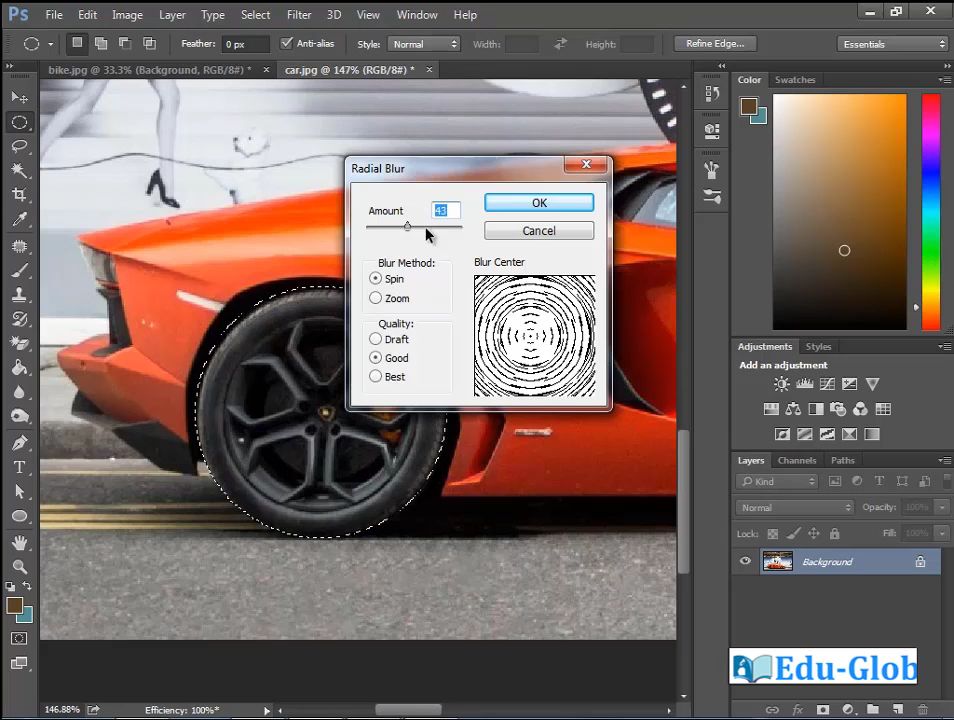 Ps File Edit Image Layer Type Select Filter 3D View Window Help
Feather: 0 px Anti-alias Style: Normal Width: Height: Refine Edge... Essentials
bike.jpg @ 33.3% (Background, RGB/8#) * × car.jpg @ 147% (RGB/8#) * ×
Color Swatches
Radial Blur
Amount 43 OK
Cancel
Blur Method: Blur Center
Spin
Zoom
Quality:
Draft
Good
Best
Adjustments Styles
Add an adjustment
Layers Channels Paths
Kind
Normal Opacity: 100%
Lock: Fill: 100%
Background
T
Edu-Glob
fx
146.88% Efficiency: 100%*